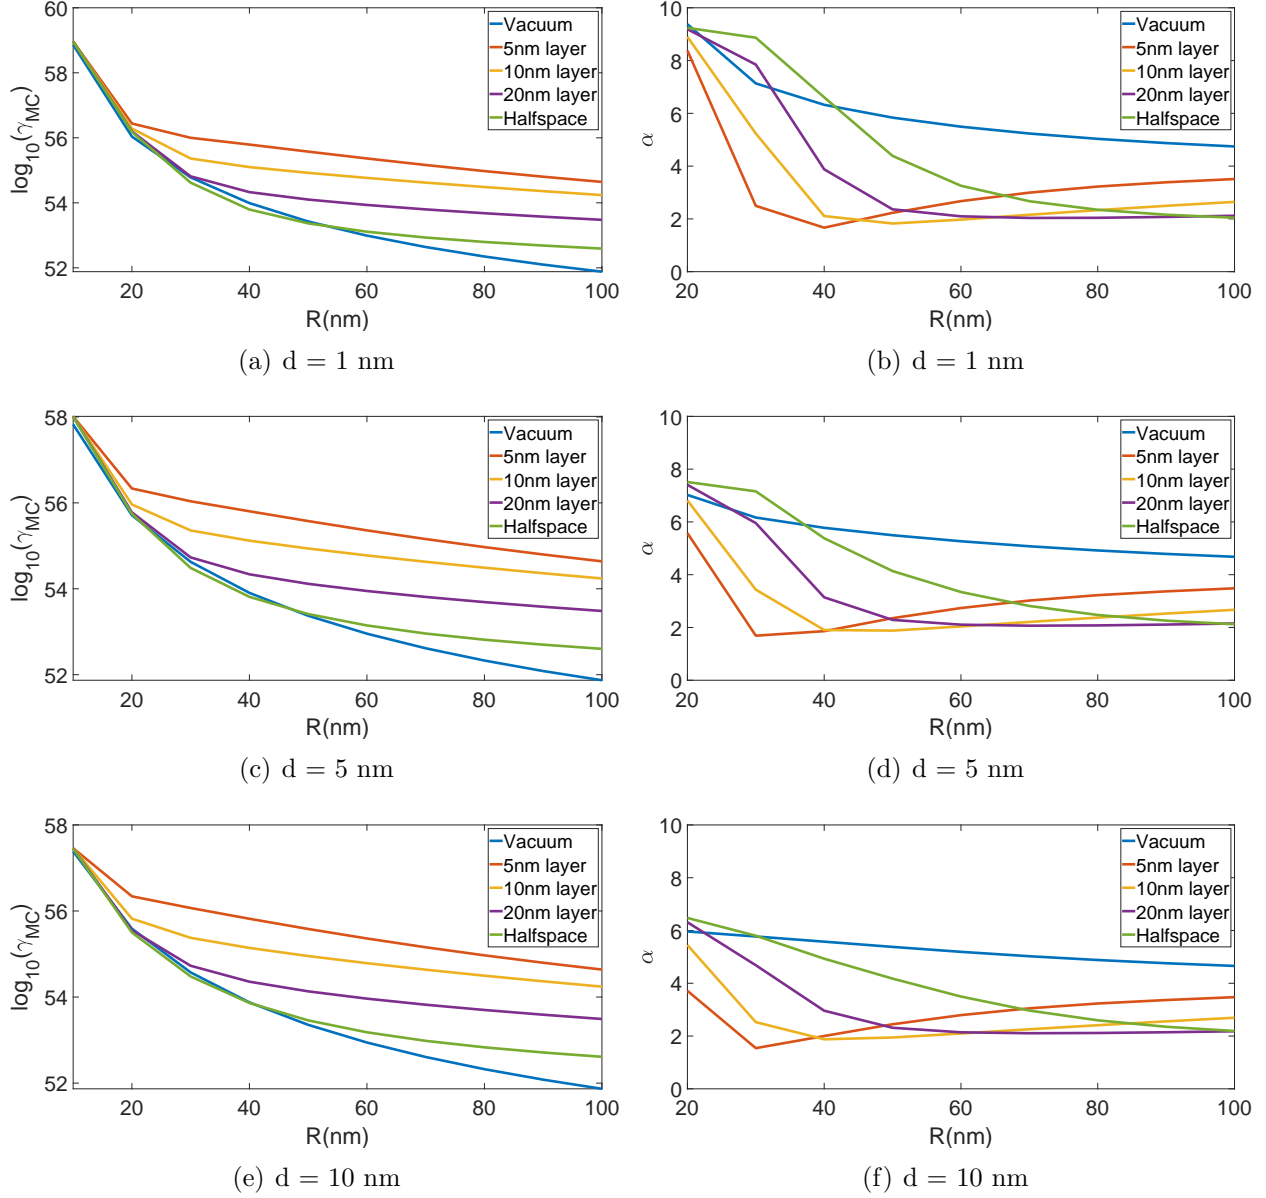 60
58
56
54
52
log10(γMC)
20 40 60 80 100
R(nm)
Vacuum
5nm layer
10nm layer
20nm layer
Halfspace
(a) d = 1 nm
10
8
6
4
2
0
α
20 30 40 50 60 70 80 90 100
R(nm)
Vacuum
5nm layer
10nm layer
20nm layer
Halfspace
(b) d = 1 nm
58
56
54
52
log10(γMC)
20 40 60 80 100
R(nm)
Vacuum
5nm layer
10nm layer
20nm layer
Halfspace
(c) d = 5 nm
10
8
6
4
2
0
α
20 40 60 80 100
R(nm)
Vacuum
5nm layer
10nm layer
20nm layer
Halfspace
(d) d = 5 nm
58
56
54
52
log10(γMC)
20 40 60 80 100
R(nm)
Vacuum
5nm layer
10nm layer
20nm layer
Halfspace
(e) d = 10 nm
10
8
6
4
2
0
α
20 40 60 80 100
R(nm)
Vacuum
5nm layer
10nm layer
20nm layer
Halfspace
(f) d = 10 nm